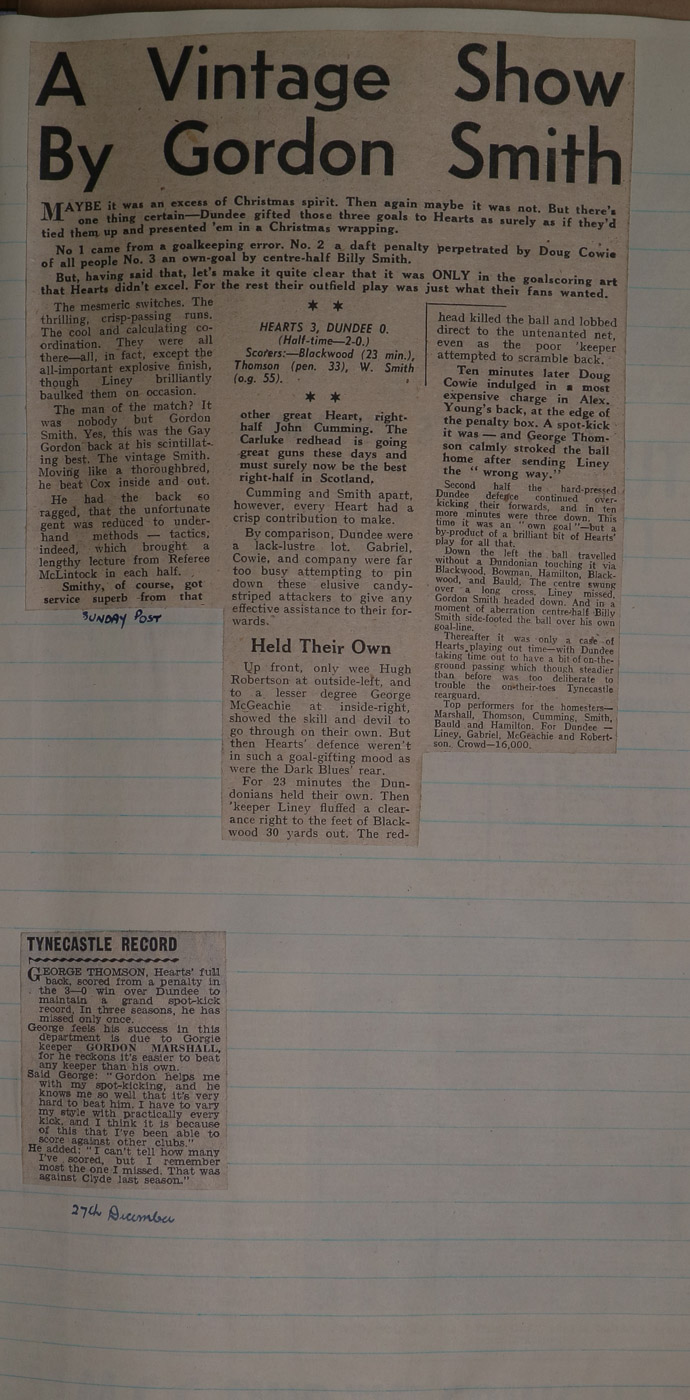 A Vintage Show
By Gordon Smith
MAYBE it was an excess of Christmas spirit. Then again maybe it was not. But there's
one thing certain—Dundee gifted those three goals to Hearts as surely as if they'd
tied them up and presented 'em in a Christmas wrapping.
No 1 came from a goalkeeping error. No. 2 a daft penalty perpetrated by Doug Cowie
of all people No. 3 an own-goal by centre-half Billy Smith.
But, having said that, let's make it quite clear that it was ONLY in the goalscoring art
that Hearts didn't excel. For the rest their outfield play was just what their fans wanted.
The mesmeric switches. The
thrilling, crisp-passing runs.
The cool and calculating co-
ordination. They were all
there—all, in fact, except the
all-important explosive finish,
though Liney brilliantly
baulked them on occasion.
The man of the match? It
was nobody but Gordon
Smith. Yes, this was the Gay
Gordon back at his scintillat-
ing best. The vintage Smith.
Moving like a thoroughbred,
he beat Cox inside and out.
He had the back so
ragged, that the unfortunate
gent was reduced to under-
hand methods — tactics,
indeed, which brought a
lengthy lecture from Referee
McLintock in each half.
Smithy, of course, got
service superb from that
SUNDAY POST
* *
HEARTS 3, DUNDEE 0.
(Half-time—2-0.)
Scorers:—Blackwood (23 min.),
Thomson (pen. 33), W. Smith
(o.g. 55).
* *
other great Heart, right-
half John Cumming. The
Carluke redhead is going
great guns these days and
must surely now be the best
right-half in Scotland.
Cumming and Smith apart,
however, every Heart had a
crisp contribution to make.
By comparison, Dundee were
a lack-lustre lot. Gabriel,
Cowie, and company were far
too busy attempting to pin
down these elusive candy-
striped attackers to give any
effective assistance to their for-
wards.
Held Their Own
Up front, only wee Hugh
Robertson at outside-left, and
to a lesser degree George
McGeachie at inside-right,
showed the skill and devil to
go through on their own. But
then Hearts' defence weren't
in such a goal-gifting mood as
were the Dark Blues' rear.
For 23 minutes the Dun-
donians held their own. Then
'keeper Liney fluffed a clear-
ance right to the feet of Black-
wood 30 yards out. The red-
head killed the ball and lobbed
direct to the untenanted net,
even as the poor 'keeper
attempted to scramble back.
Ten minutes later Doug
Cowie indulged in a most
expensive charge in Alex.
Young's back, at the edge of
the penalty box. A spot-kick
it was — and George Thom-
son calmly stroked the ball
home after sending Liney
the " wrong way."
Second half the hard-pressed
Dundee defence continued over-
kicking their forwards, and in ten
more minutes were three down. This
time it was an "own goal"—but a
by-product of a brilliant bit of Hearts'
play for all that.
Down the left the ball travelled
without a Dundonian touching it via
Blackwood, Bowman, Hamilton, Black-
wood, and Bauld. The centre swung
over a long cross. Liney missed.
Gordon Smith headed down. And in a
moment of aberration centre-half Billy
Smith side-footed the ball over his own
goal-line.
Thereafter it was only a case of
Hearts playing out time—with Dundee
taking time out to have a bit of on-the-
ground passing which though steadier
than before was too deliberate to
trouble the on-their-toes Tynecastle
rearguard.
Top performers for the homesters—
Marshall, Thomson, Cumming, Smith,
Bauld and Hamilton. For Dundee —
Liney, Gabriel, McGeachie and Robert-
son. Crowd—16,000.
TYNECASTLE RECORD
GEORGE THOMSON, Hearts' full
back, scored from a penalty in
the 3—0 win over Dundee to
maintain a grand spot-kick
record. In three seasons, he has
missed only once.
George feels his success in this
department is due to Gorgie
keeper GORDON MARSHALL,
for he reckons it's easier to beat
any keeper than his own.
Said George: "Gordon helps me
with my spot-kicking, and he
knows me so well that it's very
hard to beat him. I have to vary
my style with practically every
kick, and I think it is because
of this that I've been able to
score against other clubs."
He added: "I can't tell how many
I've scored, but I remember
most the one I missed. That was
against Clyde last season."
27th December